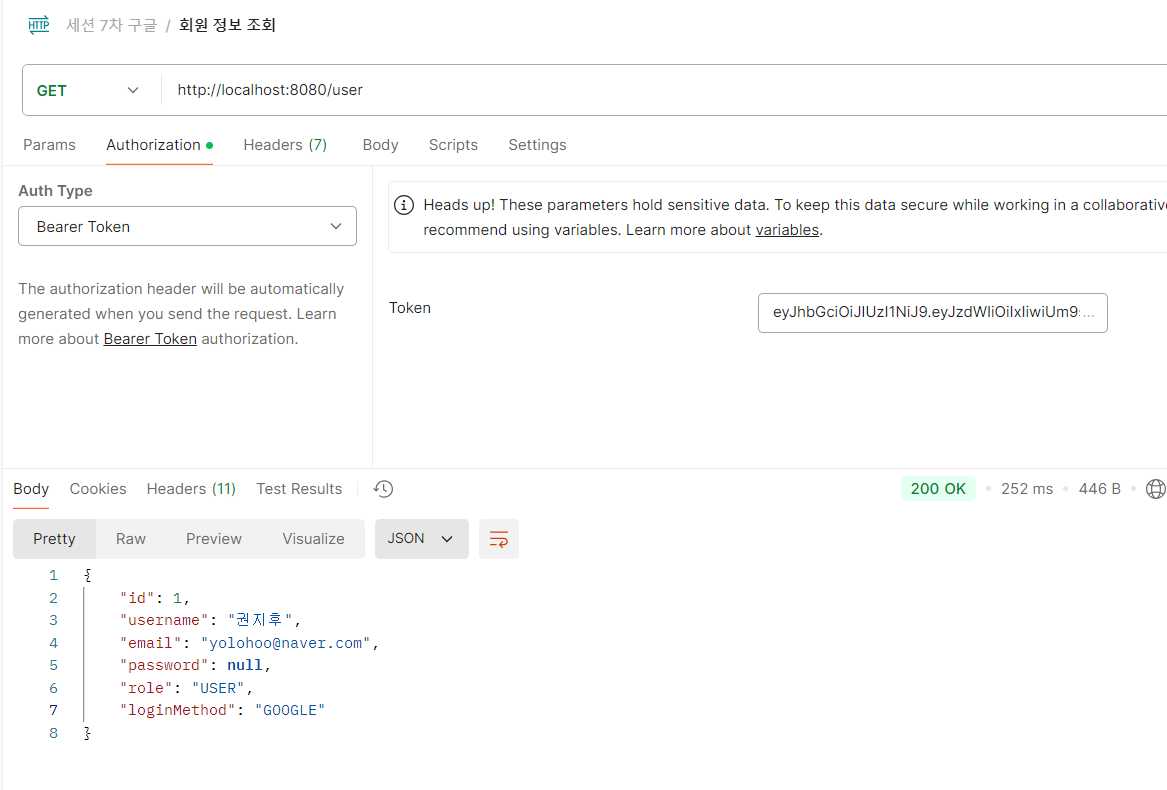 HTTP 세션 7차 구글 / 회원 정보 조회
GET http://localhost:8080/user
Params Authorization Headers (7) Body Scripts Settings
Auth Type
Bearer Token
The authorization header will be automatically
generated when you send the request. Learn
more about Bearer Token authorization.
Heads up! These parameters hold sensitive data. To keep this data secure while working in a collaborative
recommend using variables. Learn more about variables.
Token
eyJhbGciOiJIUzI1NiJ9.eyJzdWIiOiIxIiwiUm9...
Body Cookies Headers (11) Test Results
200 OK • 252 ms • 446 B •
Pretty Raw Preview Visualize JSON
1 {
2 "id": 1,
3 "username": "권지후",
4 "email": "yolohoo@naver.com",
5 "password": null,
6 "role": "USER",
7 "loginMethod": "GOOGLE"
8 }